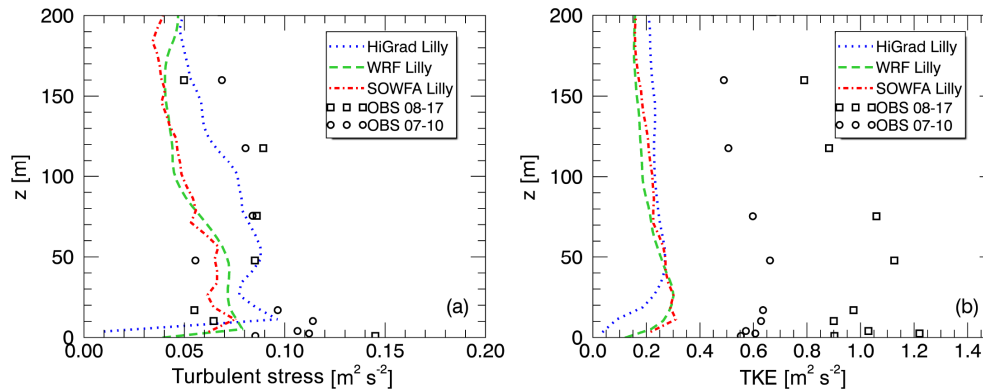 200
150
100
50
0
z [m]
HiGrad Lilly
WRF Lilly
SOWFA Lilly
OBS 08-17
OBS 07-10
(a)
0.00 0.05 0.10 0.15 0.20
Turbulent stress [m² s⁻²]
200
150
100
50
0
z [m]
HiGrad Lilly
WRF Lilly
SOWFA Lilly
OBS 08-17
OBS 07-10
(b)
0.0 0.2 0.4 0.6 0.8 1.0 1.2 1.4
TKE [m² s⁻²]